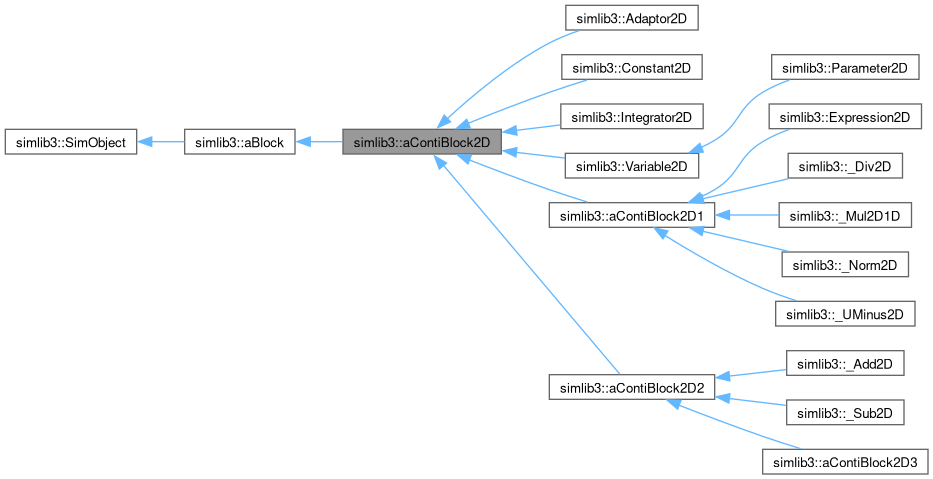 simlib3::SimObject
simlib3::aBlock
simlib3::aContiBlock2D
simlib3::Adaptor2D
simlib3::Constant2D
simlib3::Integrator2D
simlib3::Variable2D
simlib3::aContiBlock2D1
simlib3::aContiBlock2D2
simlib3::Parameter2D
simlib3::Expression2D
simlib3::_Div2D
simlib3::_Mul2D1D
simlib3::_Norm2D
simlib3::_UMinus2D
simlib3::_Add2D
simlib3::_Sub2D
simlib3::aContiBlock2D3